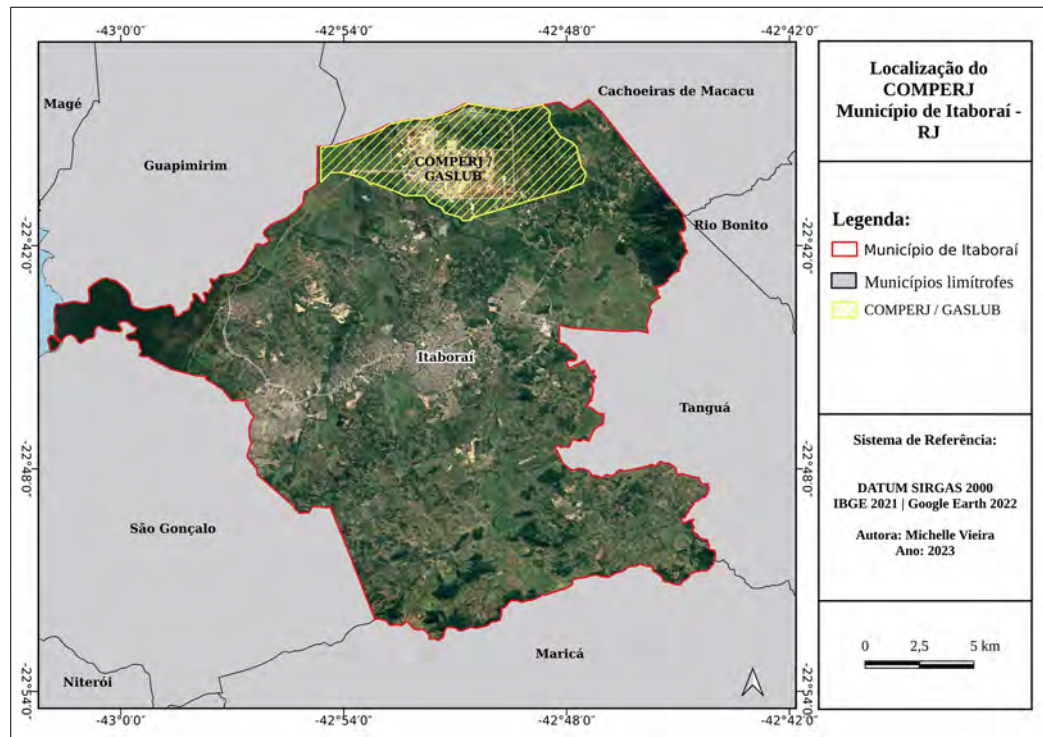 -43°0′0″ -42°54′0″ -42°48′0″ -42°42′0″
Magé
Cachoeiras de Macacu
Guapimirim
COMPERJ /
GASLUB
Rio Bonito
-22°42′0″ -22°42′0″
Itaboraí
Tanguá
-22°48′0″ -22°48′0″
São Gonçalo
Maricá
Niterói
-22°54′0″ -22°54′0″
-43°0′0″ -42°54′0″ -42°48′0″ -42°42′0″
Localização do
COMPERJ
Município de Itaboraí -
RJ
Legenda:
Município de Itaboraí
Municípios limítrofes
COMPERJ / GASLUB
Sistema de Referência:
DATUM SIRGAS 2000
IBGE 2021 | Google Earth 2022
Autora: Michelle Vieira
Ano: 2023
0 2,5 5 km